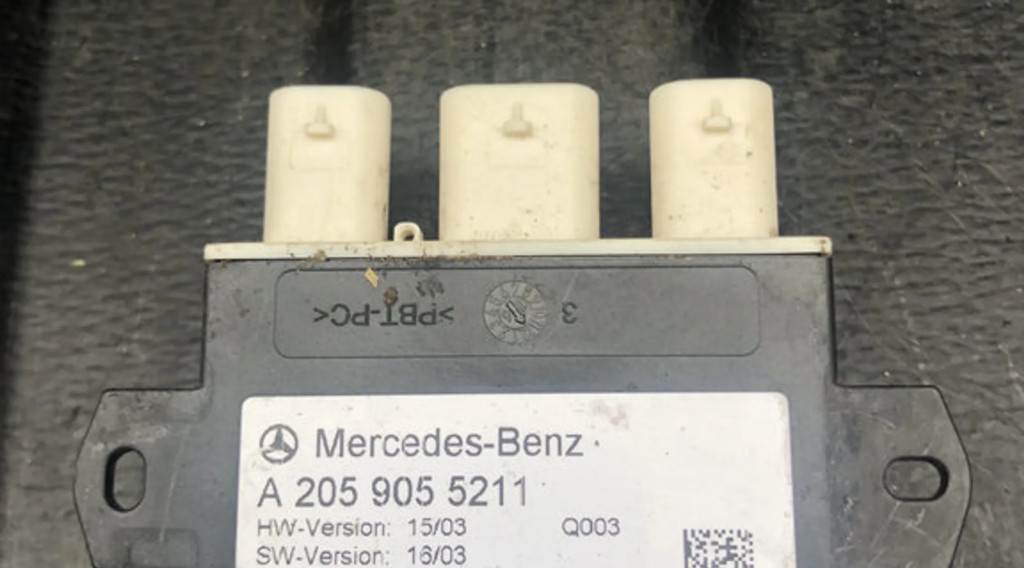 >PBT-PC< 3
Mercedes-Benz
A 205 905 5211
HW-Version: 15/03 Q003
SW-Version: 16/03